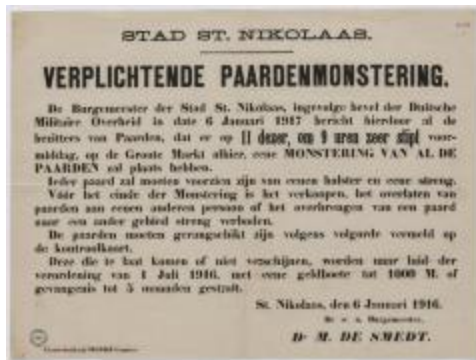 STAD ST. NIKOLAAS.
VERPLICHTENDE PAARDENMONSTERING.
De Burgemeester der Stad St. Nikolaas, ingevolge bevel der Duitsche
Militaire Overheid in date 6 Januari 1917 bericht hierdoor al de
bezitters van Paarden, dat er op 11 dezer, om 9 uren zeer stipt voor-
middag, op de Groote Markt alhier, eene MONSTERING VAN AL DE
PAARDEN zal plaats hebben.
Ieder paard zal moeten voorzien zijn van eenen halster en eene streng.
Vóór het einde der Monstering is het verkoopen, het overlaten van
paarden aan eenen anderen persoon of het overbrengen van een paard
naar een ander gebied streng verboden.
De paarden moeten gerangschikt zijn volgens volgorde vermeld op
de kontroolkaart.
Deze die te laat komen of niet verschijnen, worden naar luid der
verordening van 1 Juli 1916, met eene geldboete tot 1000 M. of
gevangenis tot 5 maanden gestraft.
St. Nikolaas, den 6 Januari 1916.
De Burgemeester,
Dr M. DE SMEDT.